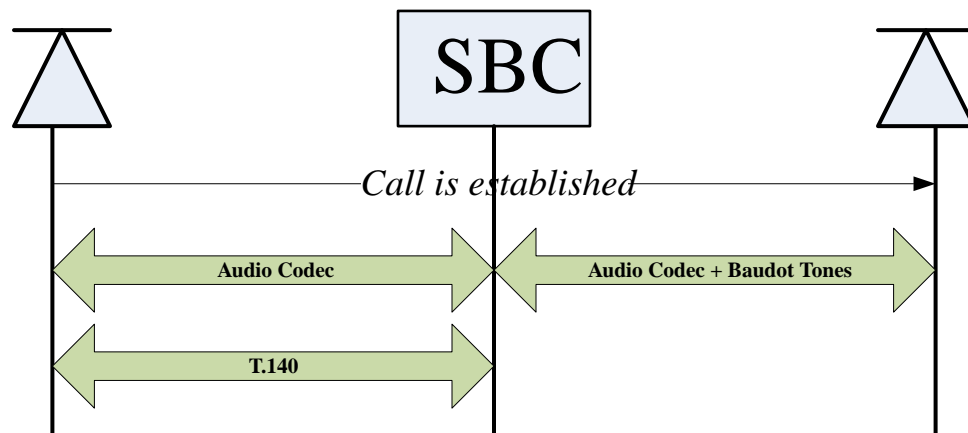 SBC
Call is established
Audio Codec
Audio Codec + Baudot Tones
T.140